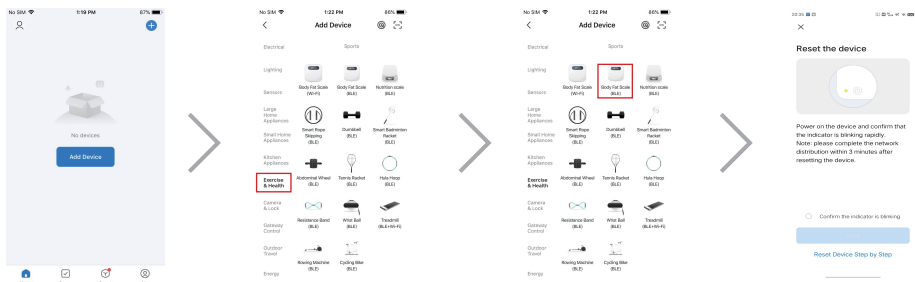 No SIM 1:19 PM 87%
No devices
Add Device
No SIM 1:22 PM 86%
Add Device
Electrical
Sports
Lighting
Sensors
Large
Home
Appliances
Small Home
Appliances
Kitchen
Appliances
Exercise
& Health
Camera
& Lock
Gateway
Control
Outdoor
Travel
Energy
Body Fat Scale
(Wi-Fi)
Body Fat Scale
(BLE)
Nutrition scale
(BLE)
Smart Rope
Skipping
(BLE)
Dumbbell
(BLE)
Smart Badminton
Racket
(BLE)
Abdominal Wheel
(BLE)
Tennis Racket
(BLE)
Hula Hoop
(BLE)
Resistance Band
(BLE)
Wrist Ball
(BLE)
Treadmill
(BLE+Wi-Fi)
Rowing Machine
(BLE)
Cycling Bike
(BLE)
No SIM 1:22 PM 86%
Add Device
Electrical
Sports
Lighting
Sensors
Large
Home
Appliances
Small Home
Appliances
Kitchen
Appliances
Exercise
& Health
Camera
& Lock
Gateway
Control
Outdoor
Travel
Energy
Body Fat Scale
(Wi-Fi)
Body Fat Scale
(BLE)
Nutrition scale
(BLE)
Smart Rope
Skipping
(BLE)
Dumbbell
(BLE)
Smart Badminton
Racket
(BLE)
Abdominal Wheel
(BLE)
Tennis Racket
(BLE)
Hula Hoop
(BLE)
Resistance Band
(BLE)
Wrist Ball
(BLE)
Treadmill
(BLE+Wi-Fi)
Rowing Machine
(BLE)
Cycling Bike
(BLE)
Reset the device
Power on the device and confirm that
the indicator is blinking rapidly.
Note: please complete the network
distribution within 3 minutes after
resetting the device.
Confirm the indicator is blinking
Reset Device Step by Step